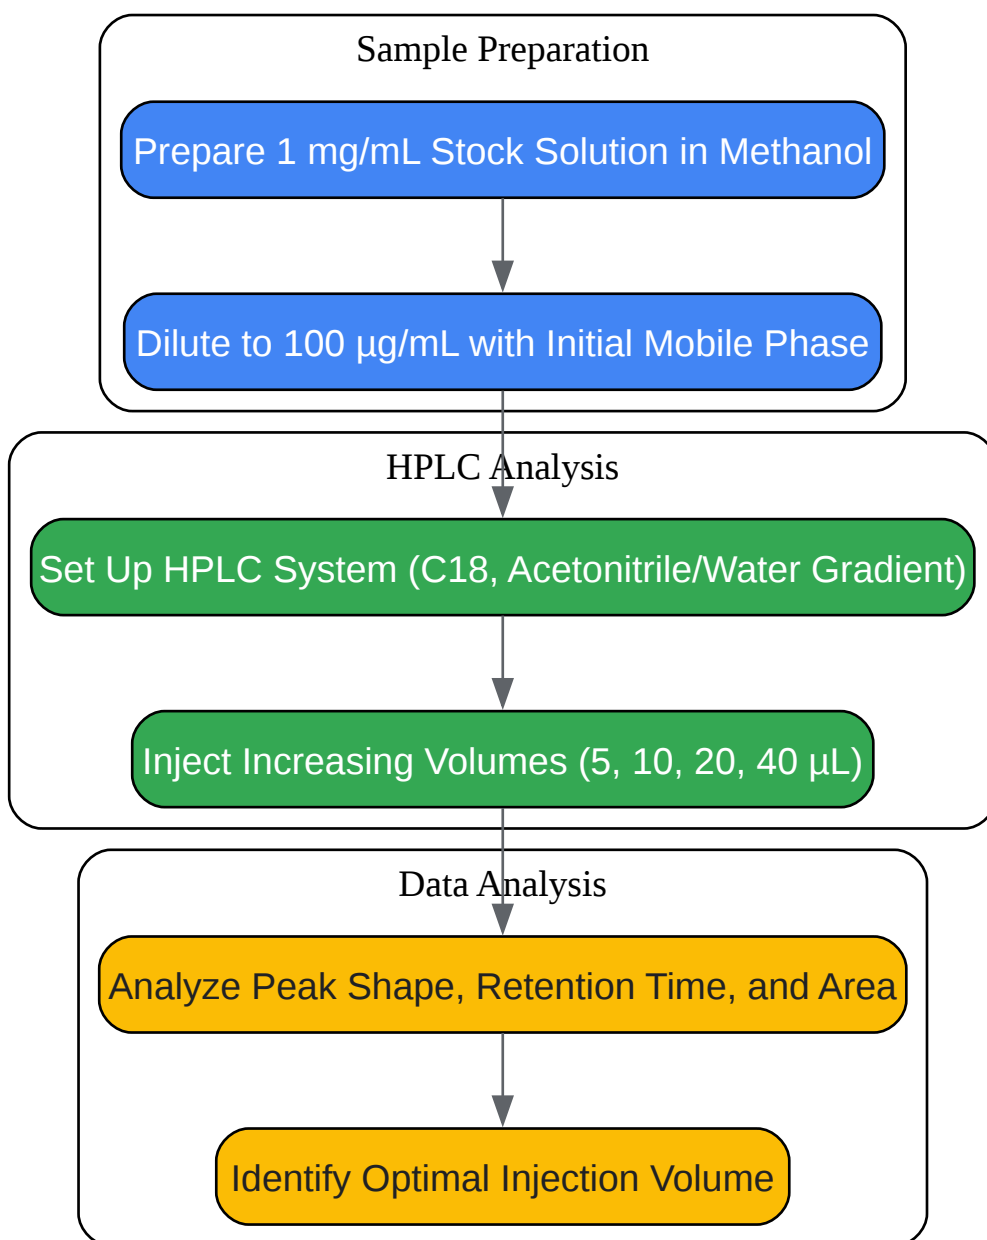 Sample Preparation
Prepare 1 mg/mL Stock Solution in Methanol
Dilute to 100 µg/mL with Initial Mobile Phase
HPLC Analysis
Set Up HPLC System (C18, Acetonitrile/Water Gradient)
Inject Increasing Volumes (5, 10, 20, 40 µL)
Data Analysis
Analyze Peak Shape, Retention Time, and Area
Identify Optimal Injection Volume